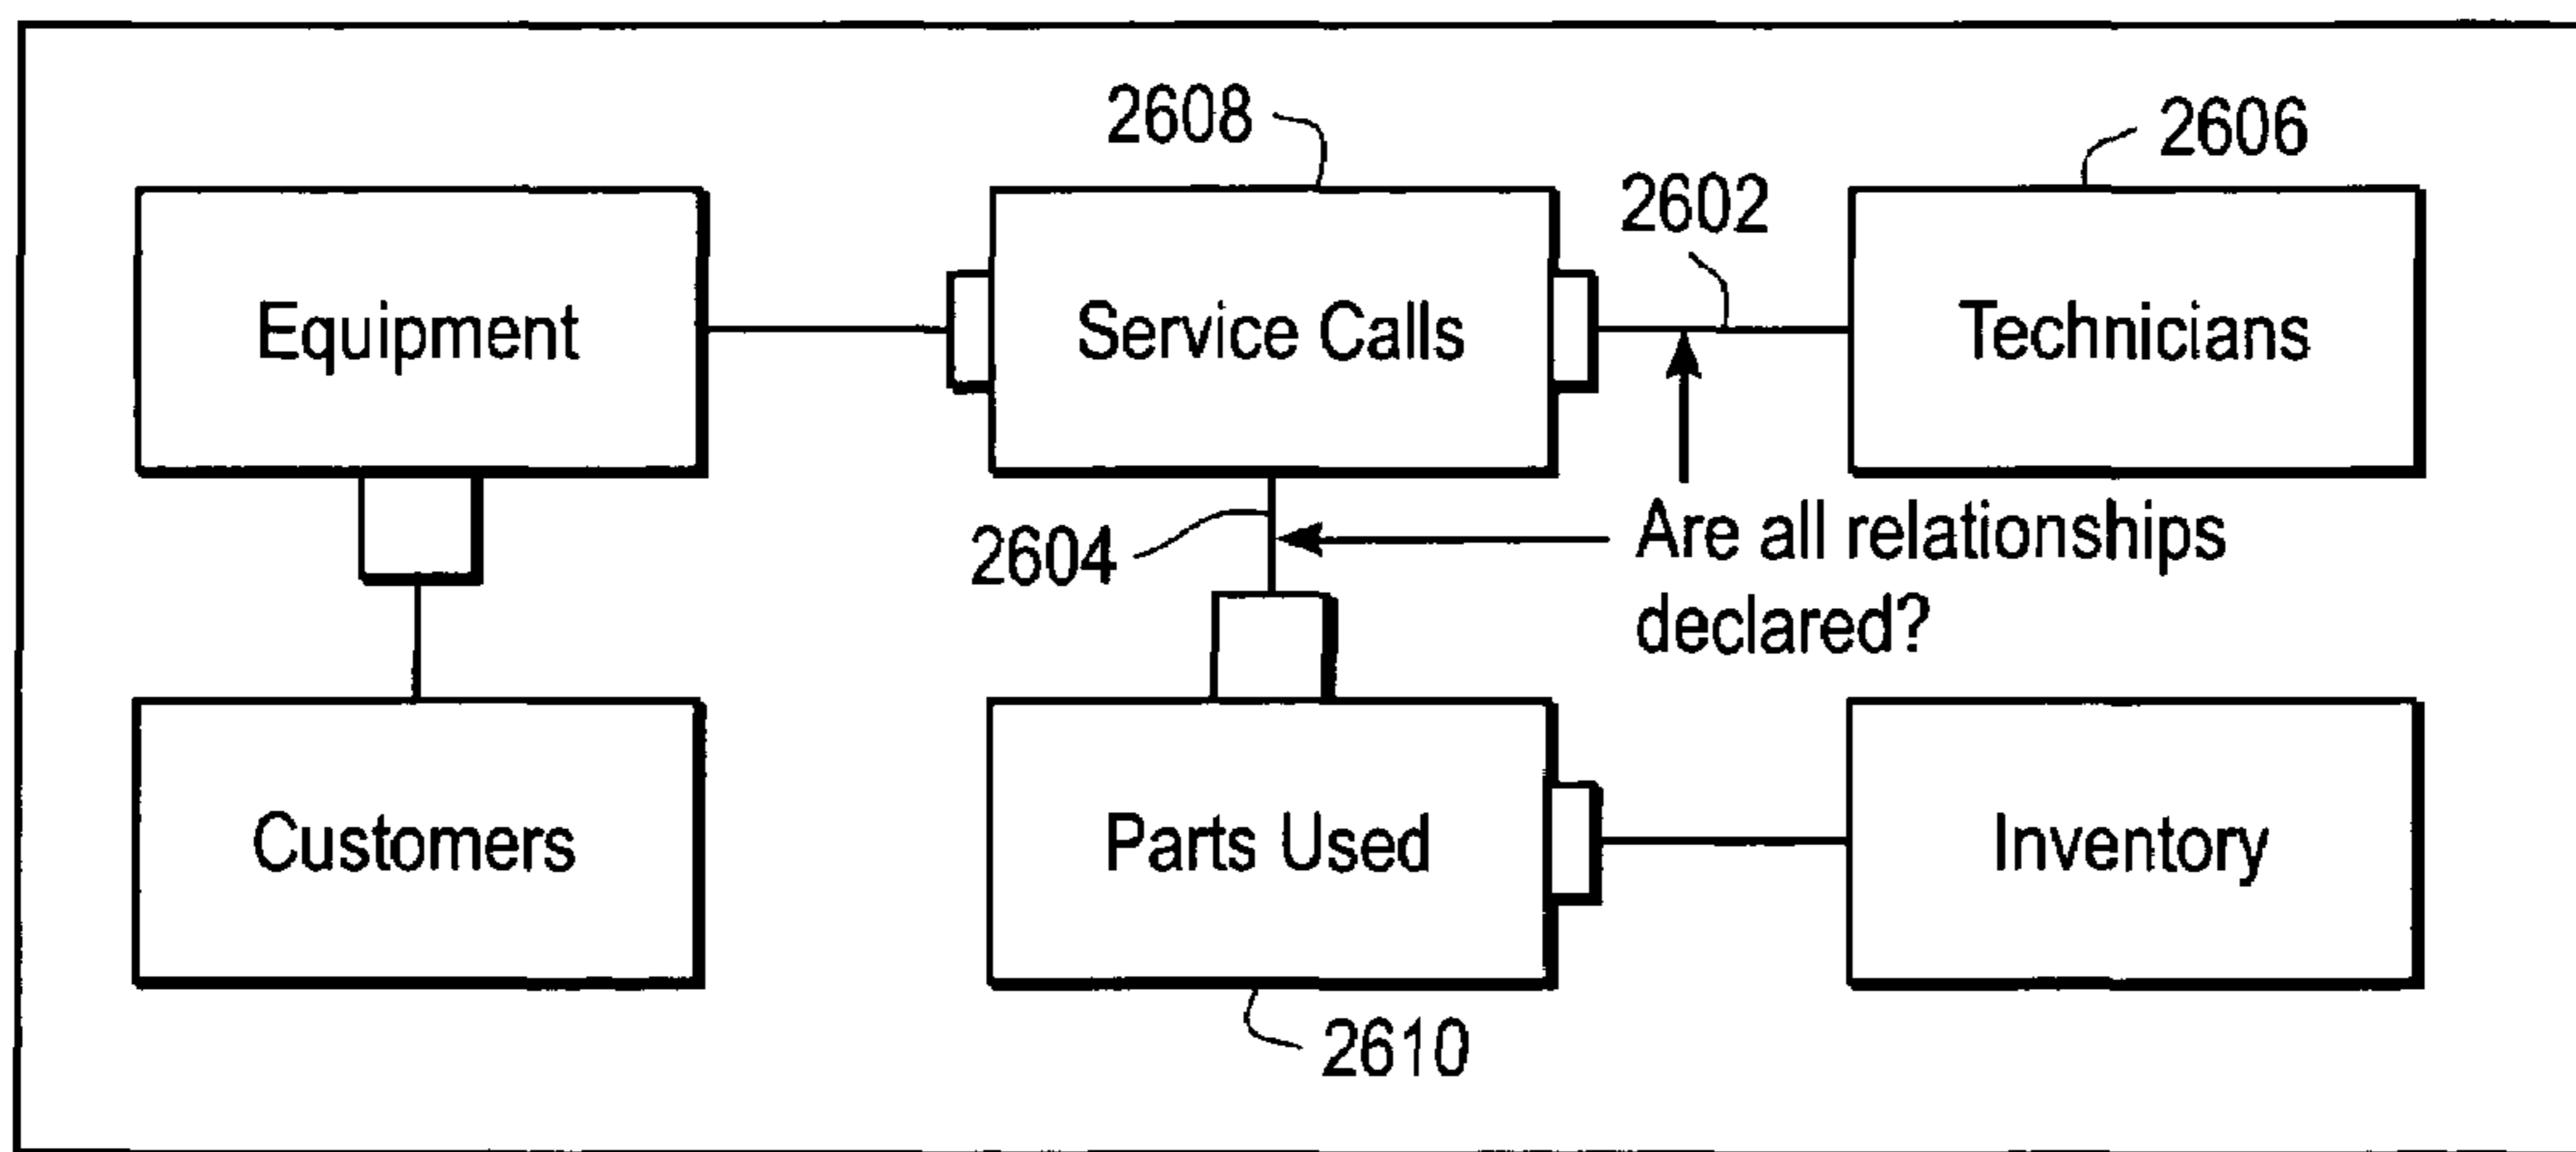 2608
2606
2602
Equipment
Service Calls
Technicians
2604
Are all relationships
declared?
Customers
Parts Used
Inventory
2610